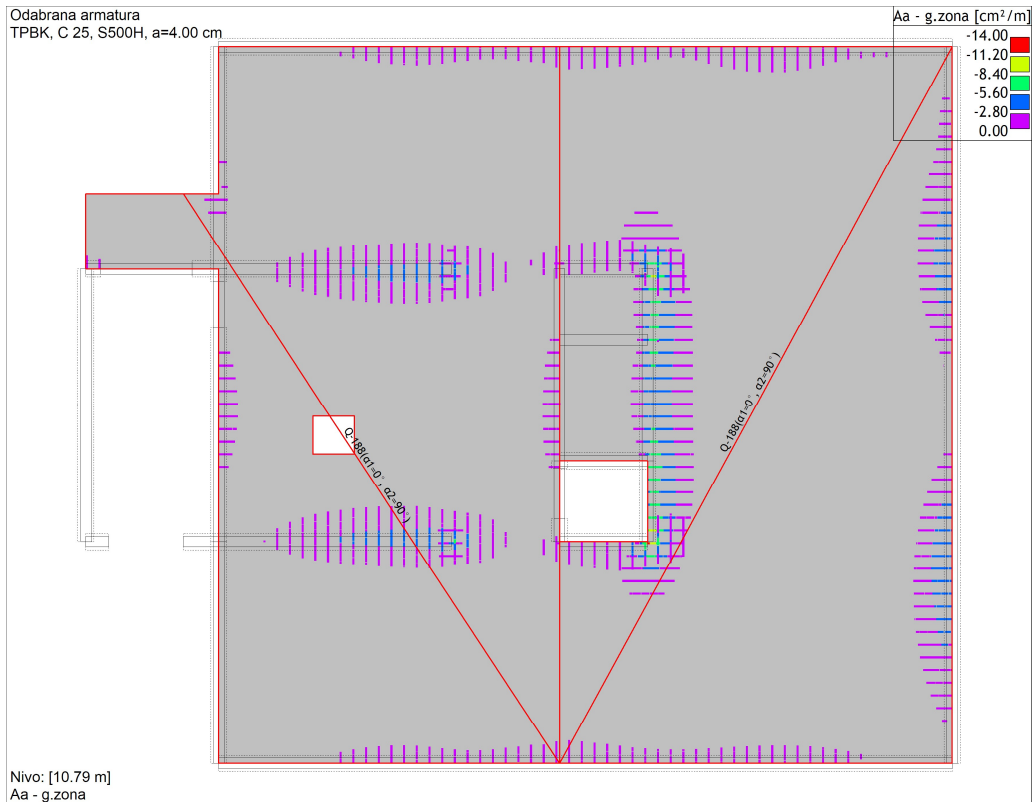 Odabrana armatura
TPBK, C 25, S500H, a=4.00 cm
Aa - g.zona [cm²/m]
-14.00
-11.20
-8.40
-5.60
-2.80
0.00
Q-188(α1=0°, α2=90°)
Q-188(α1=0°, α2=90°)
Nivo: [10.79 m]
Aa - g.zona